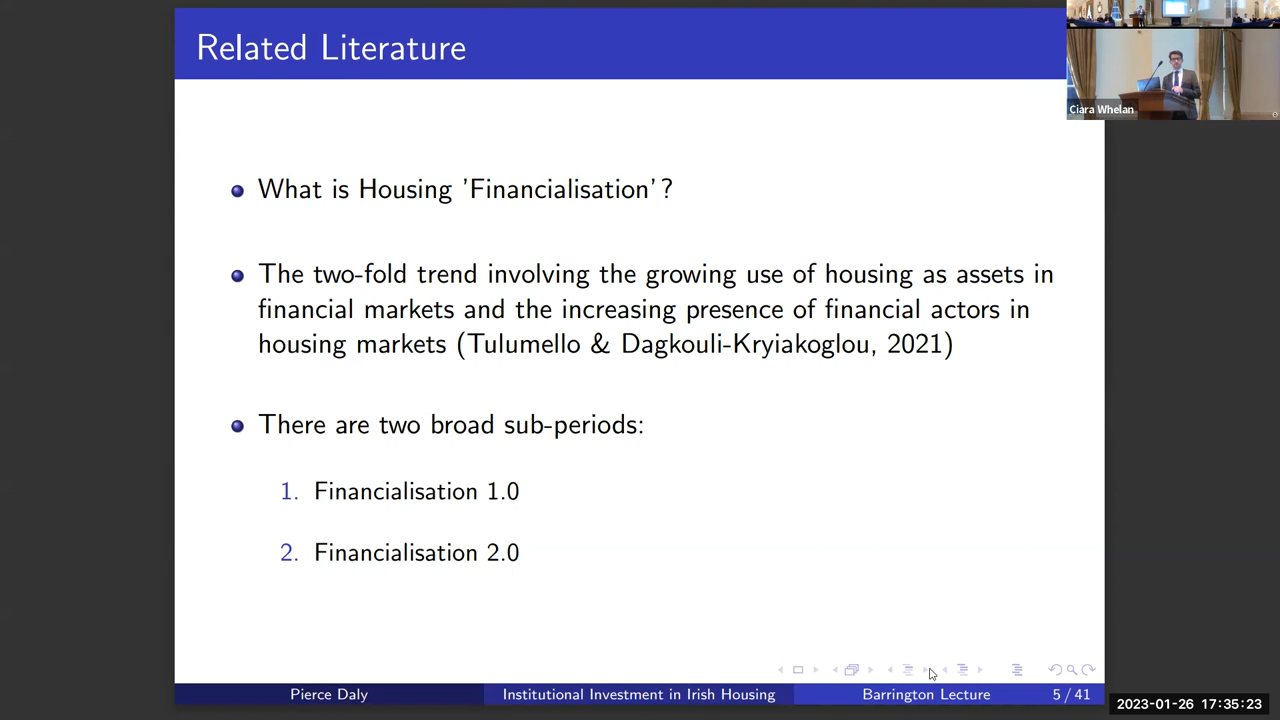 Related Literature
Ciara Whelan
What is Housing 'Financialisation'?
The two-fold trend involving the growing use of housing as assets in
financial markets and the increasing presence of financial actors in
housing markets (Tulumello & Dagkouli-Kryiakoglou, 2021)
There are two broad sub-periods:
1. Financialisation 1.0
2. Financialisation 2.0
Pierce Daly
Institutional Investment in Irish Housing
Barrington Lecture
5 / 41
2023-01-26 17:35:23